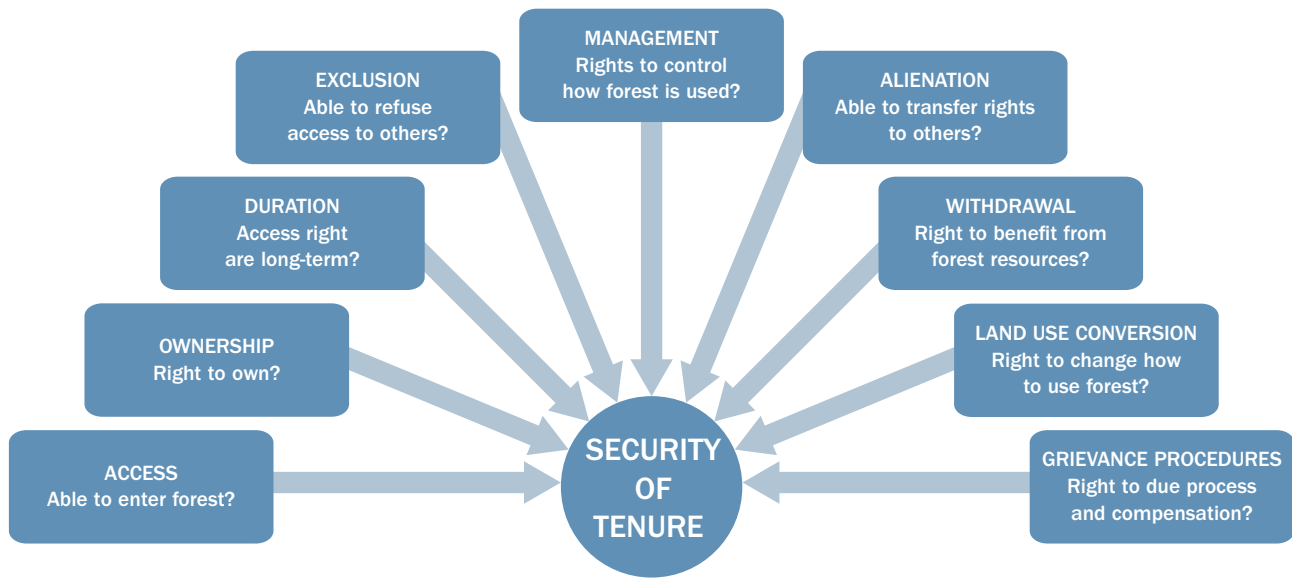 MANAGEMENT
Rights to control
how forest is used?
EXCLUSION
Able to refuse
access to others?
ALIENATION
Able to transfer rights
to others?
DURATION
Access right
are long-term?
WITHDRAWAL
Right to benefit from
forest resources?
OWNERSHIP
Right to own?
LAND USE CONVERSION
Right to change how
to use forest?
ACCESS
Able to enter forest?
SECURITY
OF
TENURE
GRIEVANCE PROCEDURES
Right to due process
and compensation?